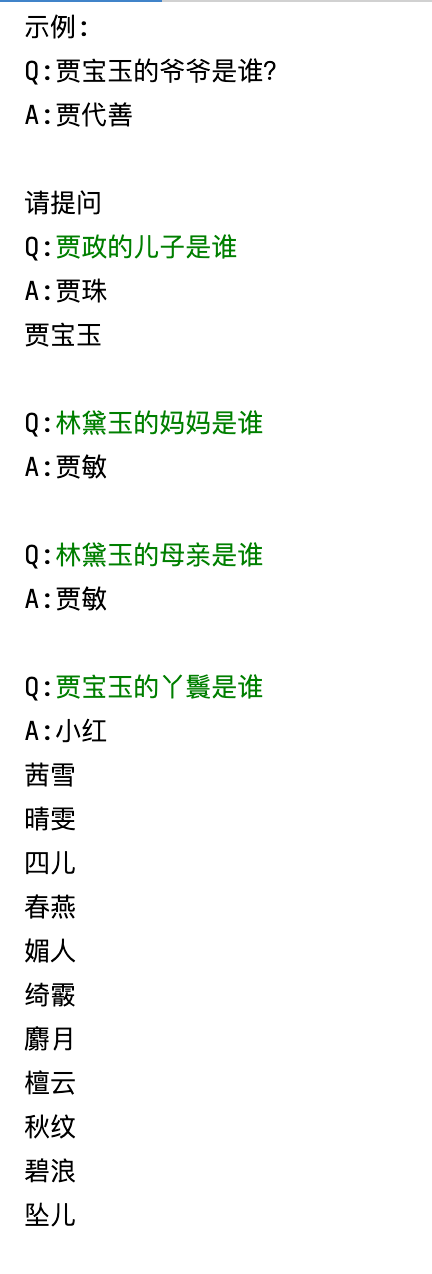 示例:
Q:贾宝玉的爷爷是谁?
A:贾代善
请提问
Q:贾政的儿子是谁
A:贾珠
贾宝玉
Q:林黛玉的妈妈是谁
A:贾敏
Q:林黛玉的母亲是谁
A:贾敏
Q:贾宝玉的丫鬟是谁
A:小红
茜雪
晴雯
四儿
春燕
媚人
绮霰
麝月
檀云
秋纹
碧浪
坠儿